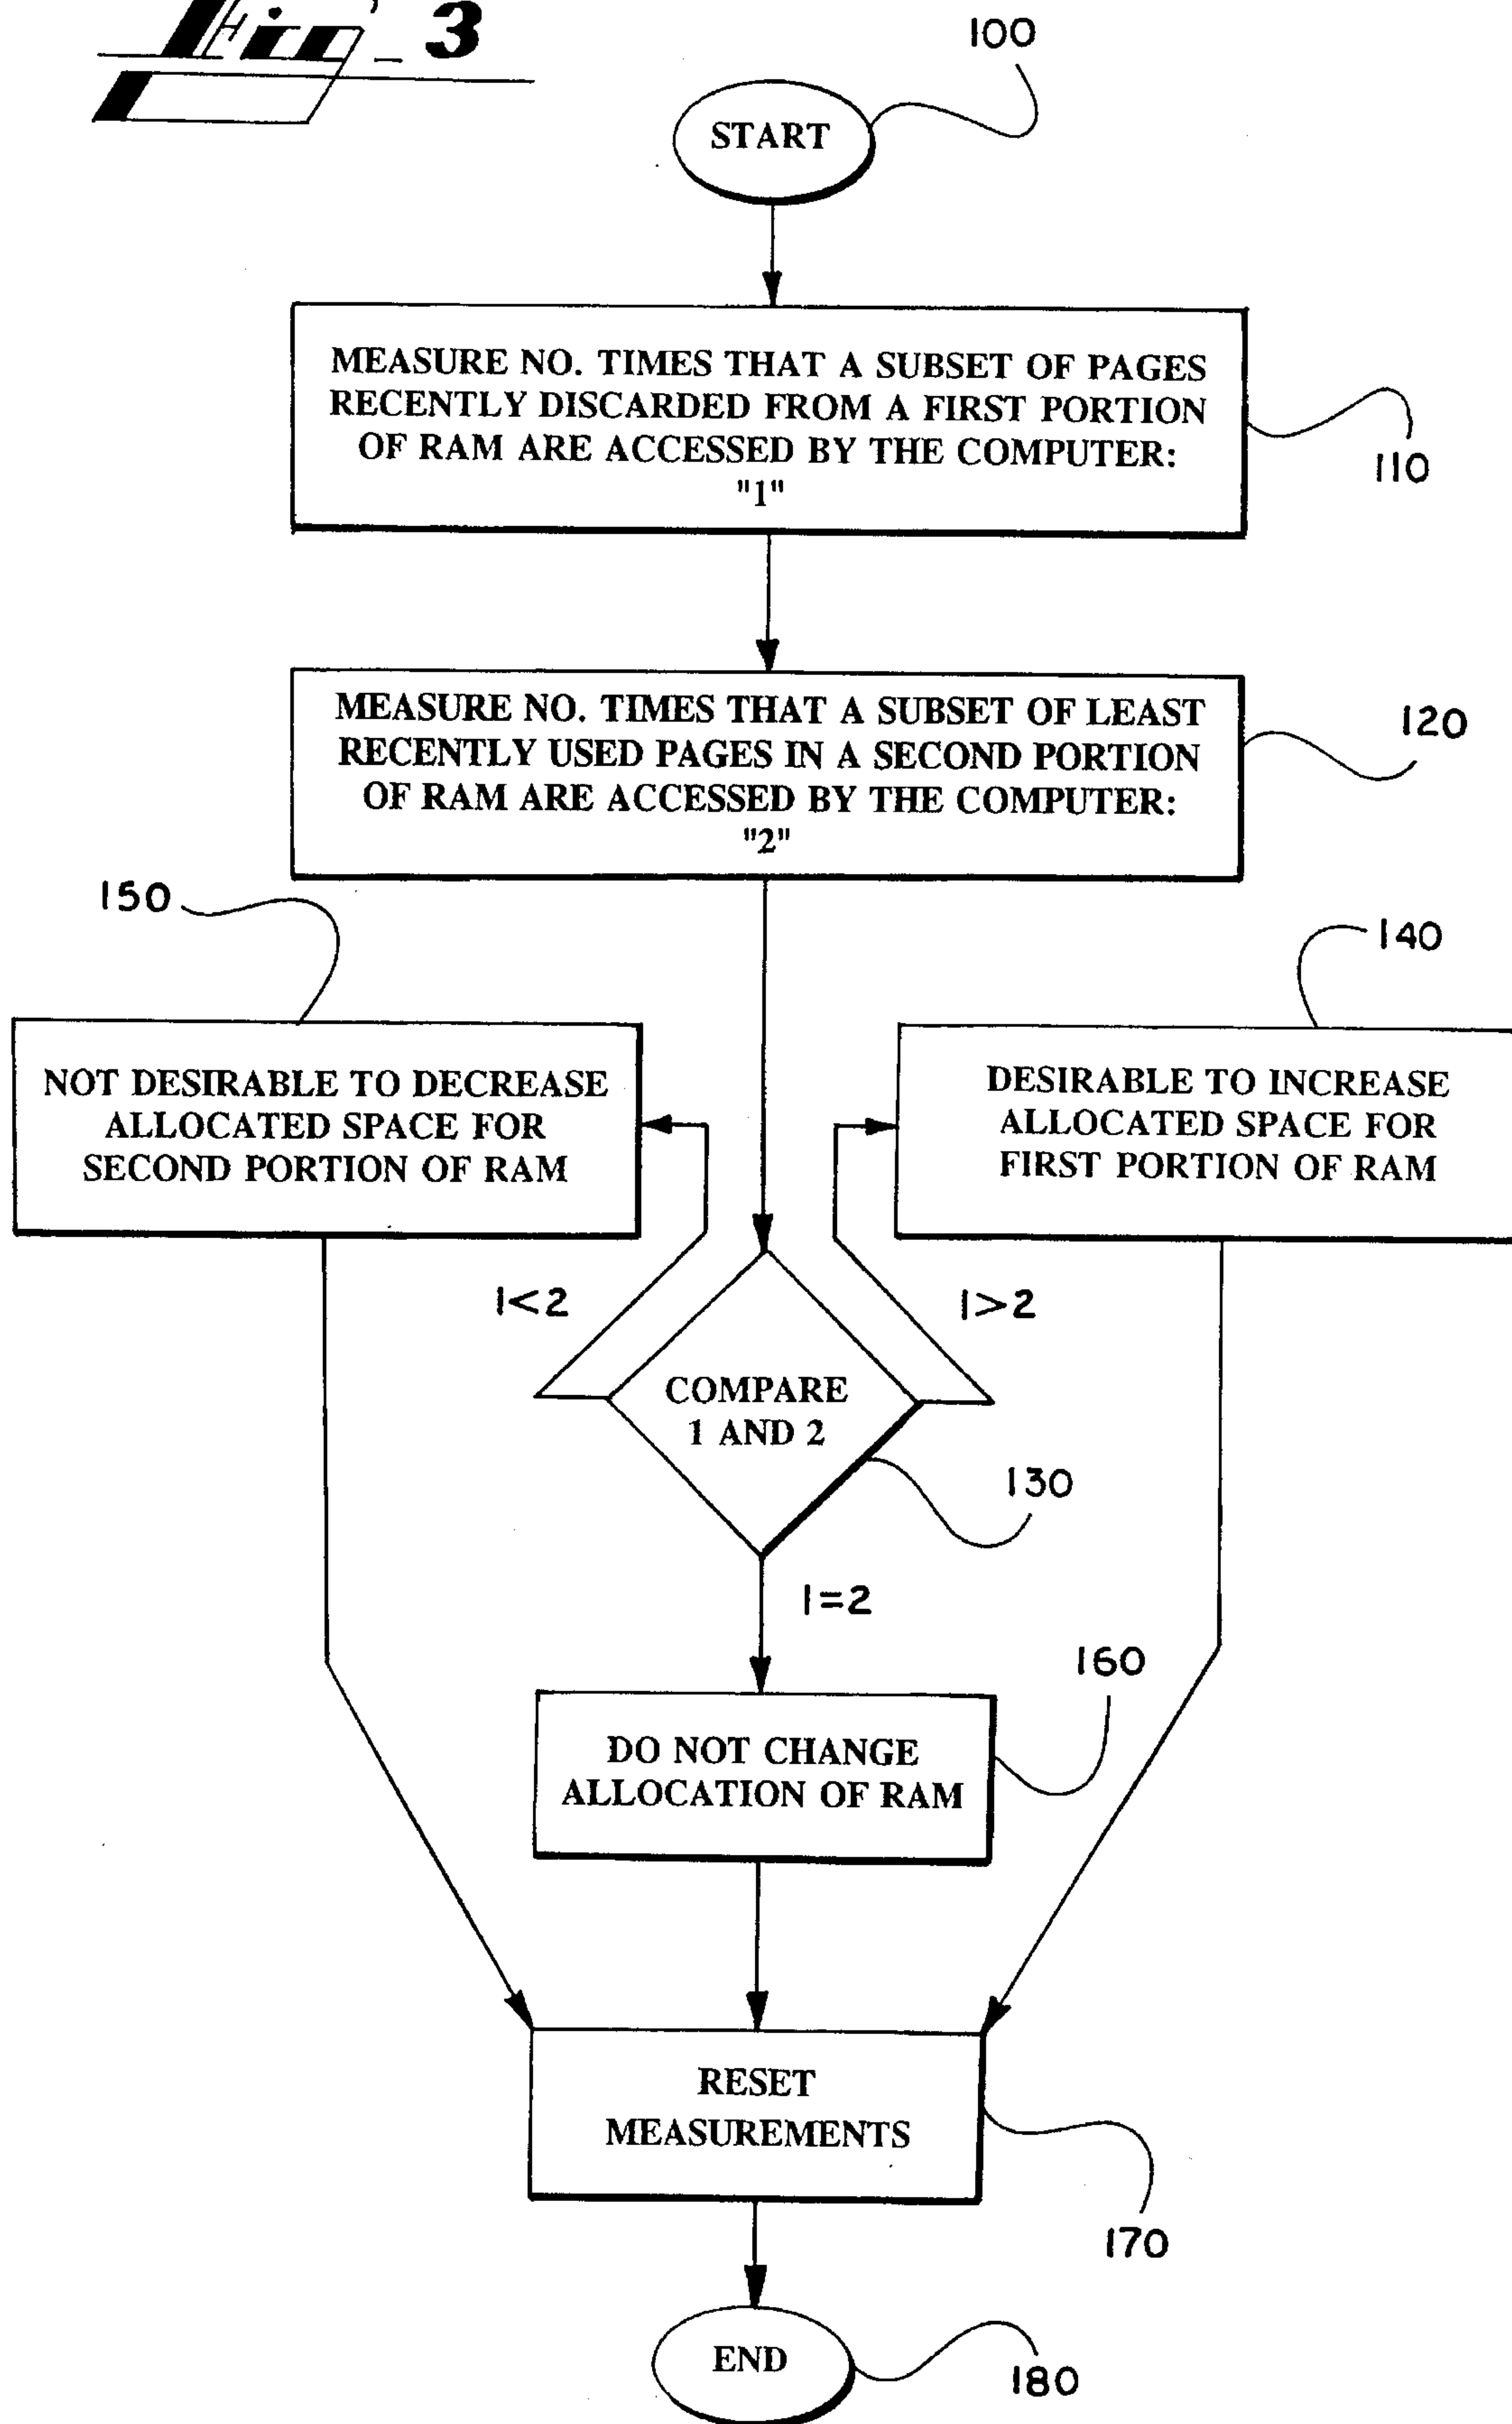 Fig_3
100
START
MEASURE NO. TIMES THAT A SUBSET OF PAGES
RECENTLY DISCARDED FROM A FIRST PORTION
OF RAM ARE ACCESSED BY THE COMPUTER:
"1"
110
MEASURE NO. TIMES THAT A SUBSET OF LEAST
RECENTLY USED PAGES IN A SECOND PORTION
OF RAM ARE ACCESSED BY THE COMPUTER:
"2"
120
150
140
NOT DESIRABLE TO DECREASE
ALLOCATED SPACE FOR
SECOND PORTION OF RAM
DESIRABLE TO INCREASE
ALLOCATED SPACE FOR
FIRST PORTION OF RAM
1<2
1>2
COMPARE
1 AND 2
130
1=2
160
DO NOT CHANGE
ALLOCATION OF RAM
RESET
MEASUREMENTS
170
END
180